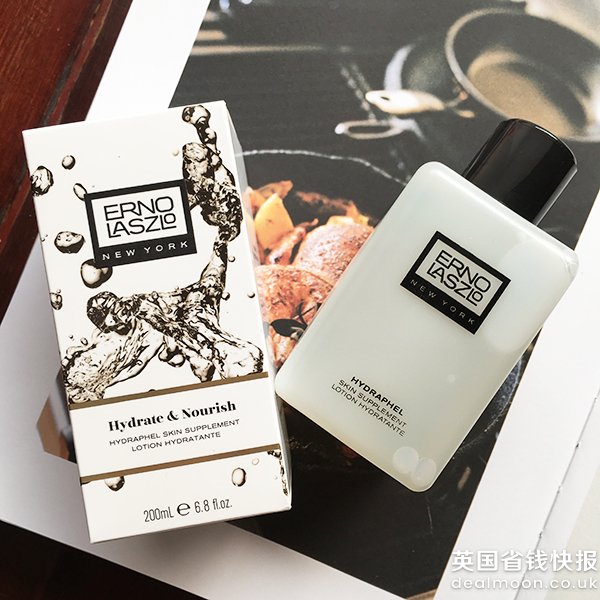 ERNO
LASZLO
NEW YORK
Hydrate & Nourish
HYDRAPHEL SKIN SUPPLEMENT
LOTION HYDRATANTE
200mL e 6.8 fl.oz.
ERNO
LASZLO
NEW YORK
HYDRAPHEL
SKIN SUPPLEMENT
LOTION HYDRATANTE
英国省钱快报
dealmoon.co.uk